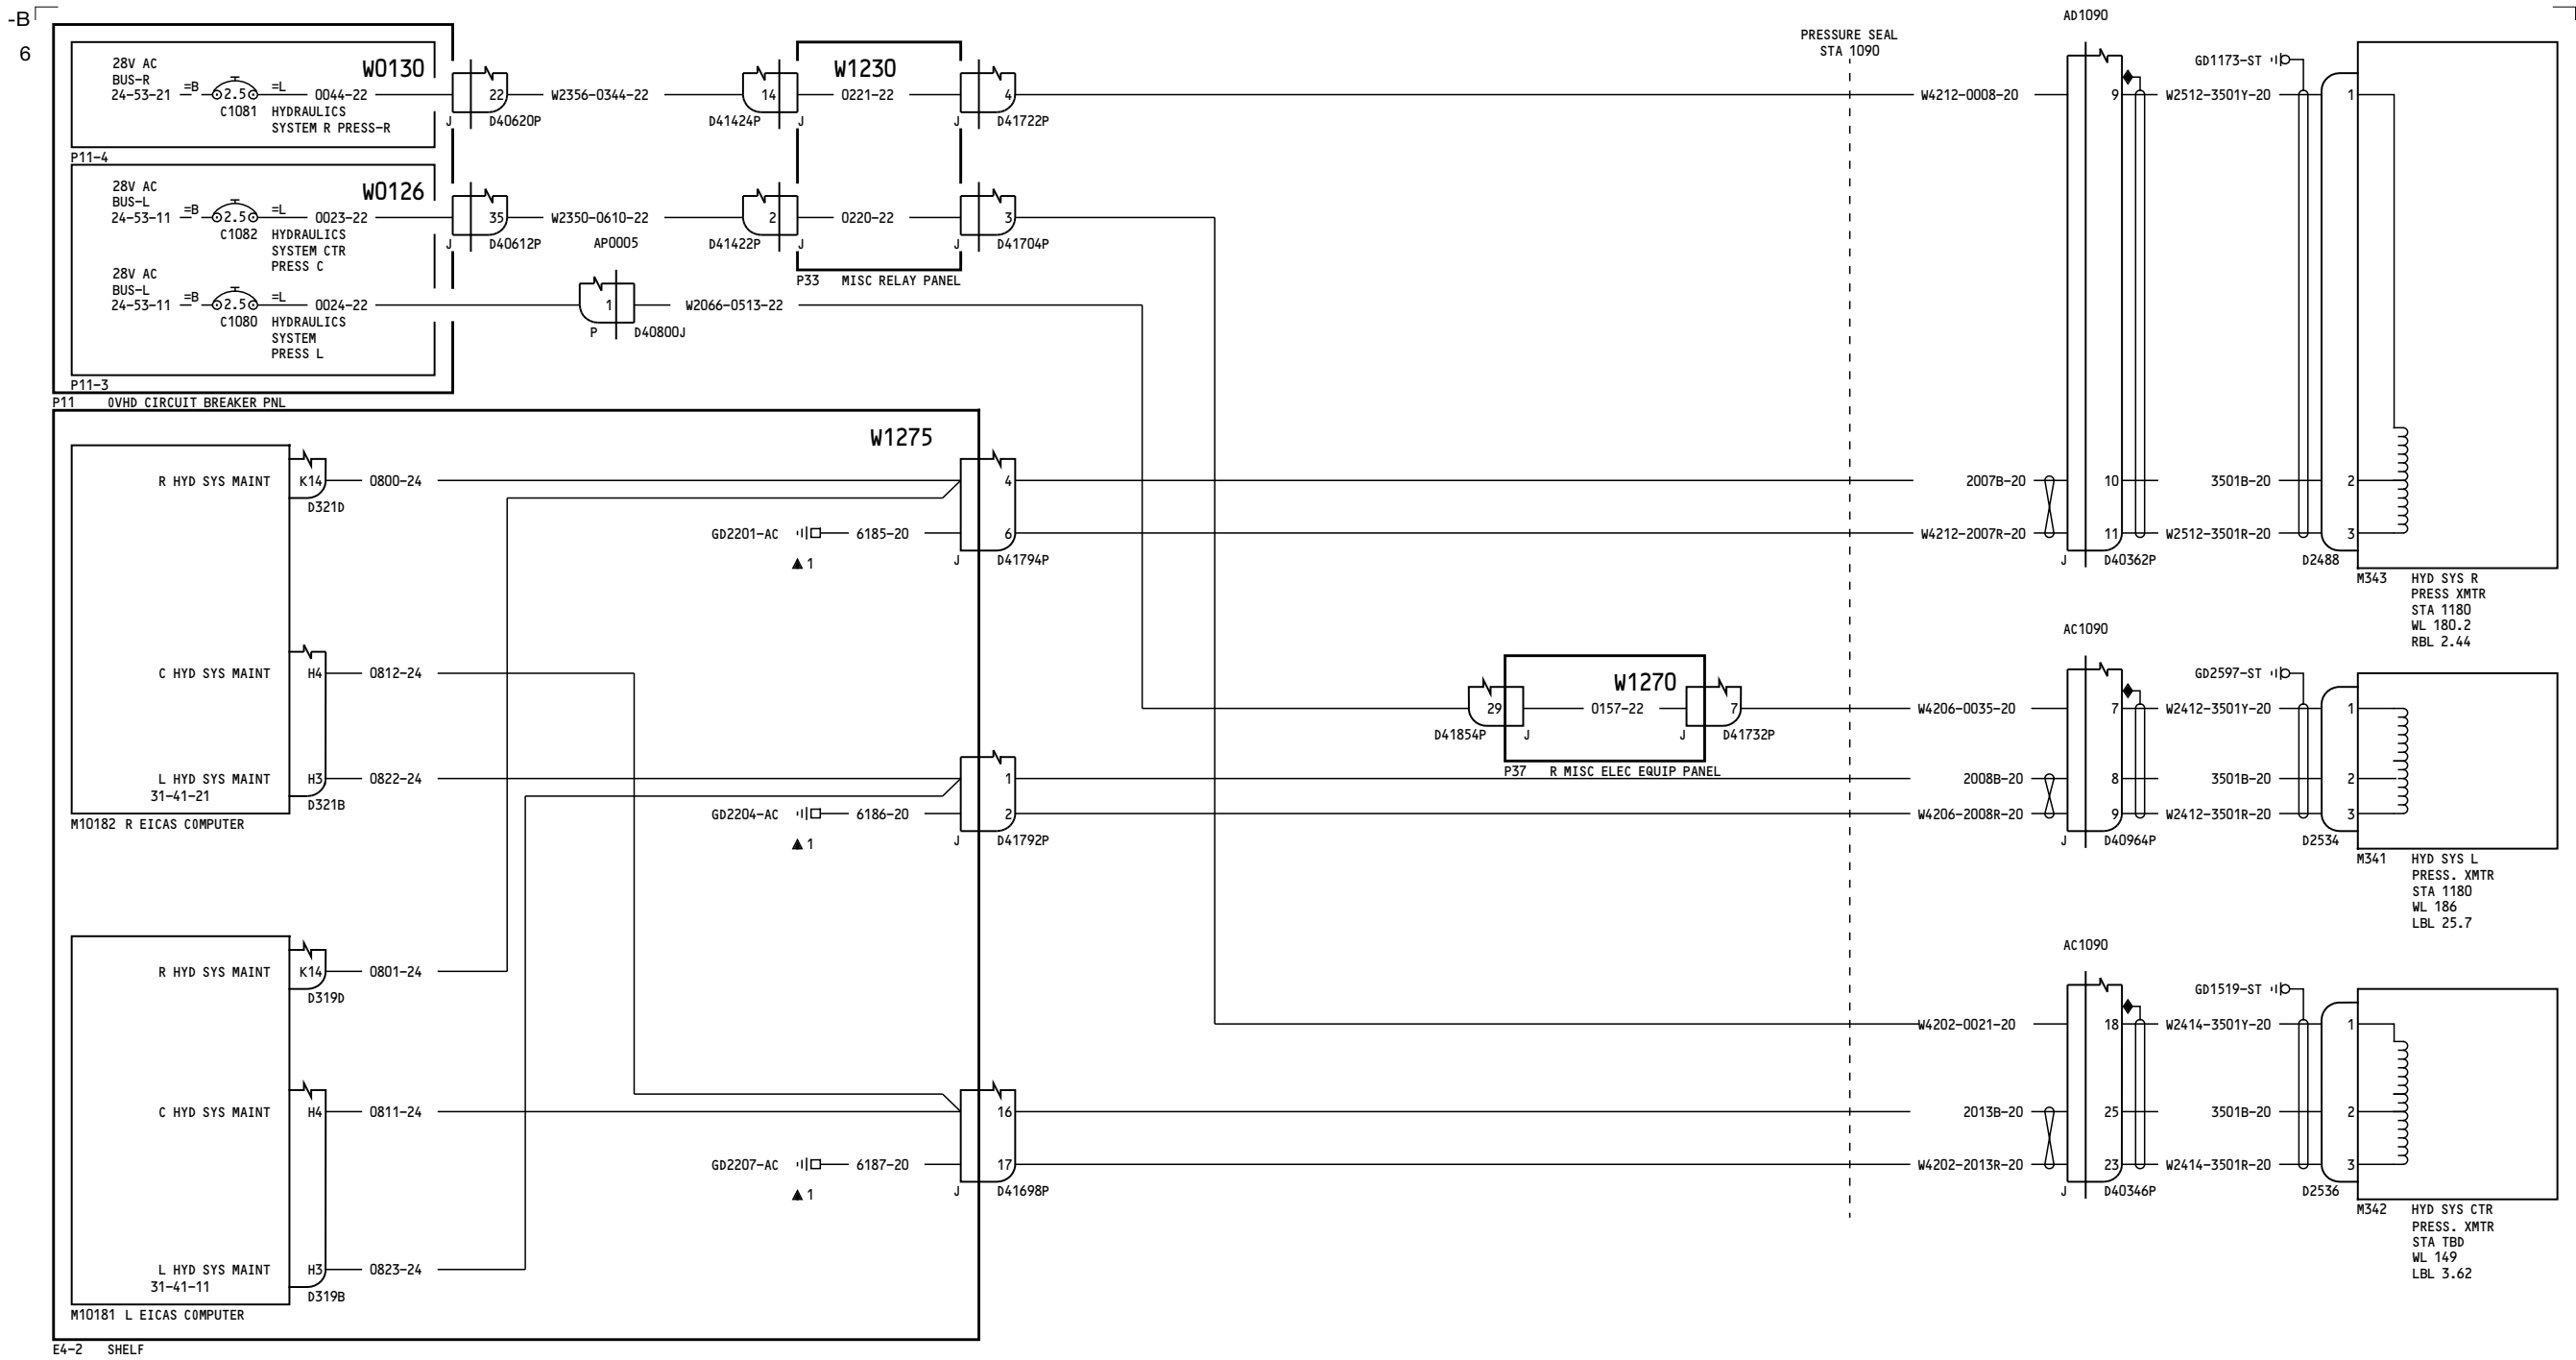 -B
6
28V AC
BUS-R
24-53-21 =B 2.5 =L 0044-22
C1081 HYDRAULICS
SYSTEM R PRESS-R
W0130
P11-4
28V AC
BUS-L
24-53-11 =B 2.5 =L 0023-22
C1082 HYDRAULICS
SYSTEM CTR
PRESS C
W0126
28V AC
BUS-L
24-53-11 =B 2.5 =L 0024-22
C1080 HYDRAULICS
SYSTEM
PRESS L
P11-3
P11 OVHD CIRCUIT BREAKER PNL
22 W2356-0344-22 14
J D40620P D41424P J
W1230
0221-22
4
J D41722P
35 W2350-0610-22 2
J D40612P AP0005 D41422P J
0220-22
3
J D41704P
P33 MISC RELAY PANEL
1 W2066-0513-22
P D40800J
PRESSURE SEAL
STA 1090
AD1090
W4212-0008-20 9 W2512-3501Y-20 1
GD1173-ST
2007B-20 10 3501B-20 2
W4212-2007R-20 11 W2512-3501R-20 3
J D40362P D2488
M343 HYD SYS R
PRESS XMTR
STA 1180
WL 180.2
RBL 2.44
W1275
R HYD SYS MAINT K14 0800-24 4
D321D
GD2201-AC 6185-20 6
1
J D41794P
C HYD SYS MAINT H4 0812-24
L HYD SYS MAINT H3 0822-24 1
31-41-21
D321B
M10182 R EICAS COMPUTER
GD2204-AC 6186-20 2
1
J D41792P
W1270
29 0157-22 7
D41854P J J D41732P
P37 R MISC ELEC EQUIP PANEL
AC1090
GD2597-ST
W4206-0035-20 7 W2412-3501Y-20 1
2008B-20 8 3501B-20 2
W4206-2008R-20 9 W2412-3501R-20 3
J D40964P D2534
M341 HYD SYS L
PRESS. XMTR
STA 1180
WL 186
LBL 25.7
R HYD SYS MAINT K14 0801-24
D319D
C HYD SYS MAINT H4 0811-24 16
GD2207-AC 6187-20 17
1
J D41698P
L HYD SYS MAINT H3 0823-24
31-41-11
D319B
M10181 L EICAS COMPUTER
E4-2 SHELF
AC1090
GD1519-ST
W4202-0021-20 18 W2414-3501Y-20 1
2013B-20 25 3501B-20 2
W4202-2013R-20 23 W2414-3501R-20 3
J D40346P D2536
M342 HYD SYS CTR
PRESS. XMTR
STA TBD
WL 149
LBL 3.62